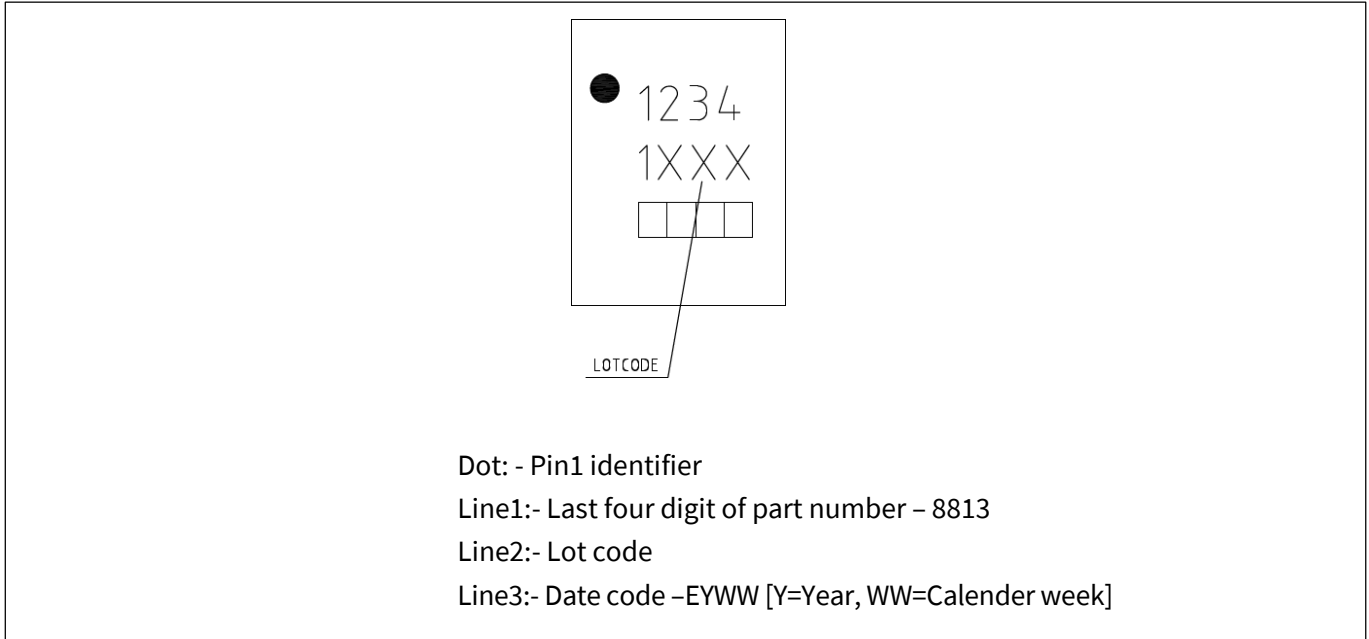 1234
1XXX
LOTCODE
Dot: - Pin1 identifier
Line1:- Last four digit of part number – 8813
Line2:- Lot code
Line3:- Date code –EYWW [Y=Year, WW=Calender week]